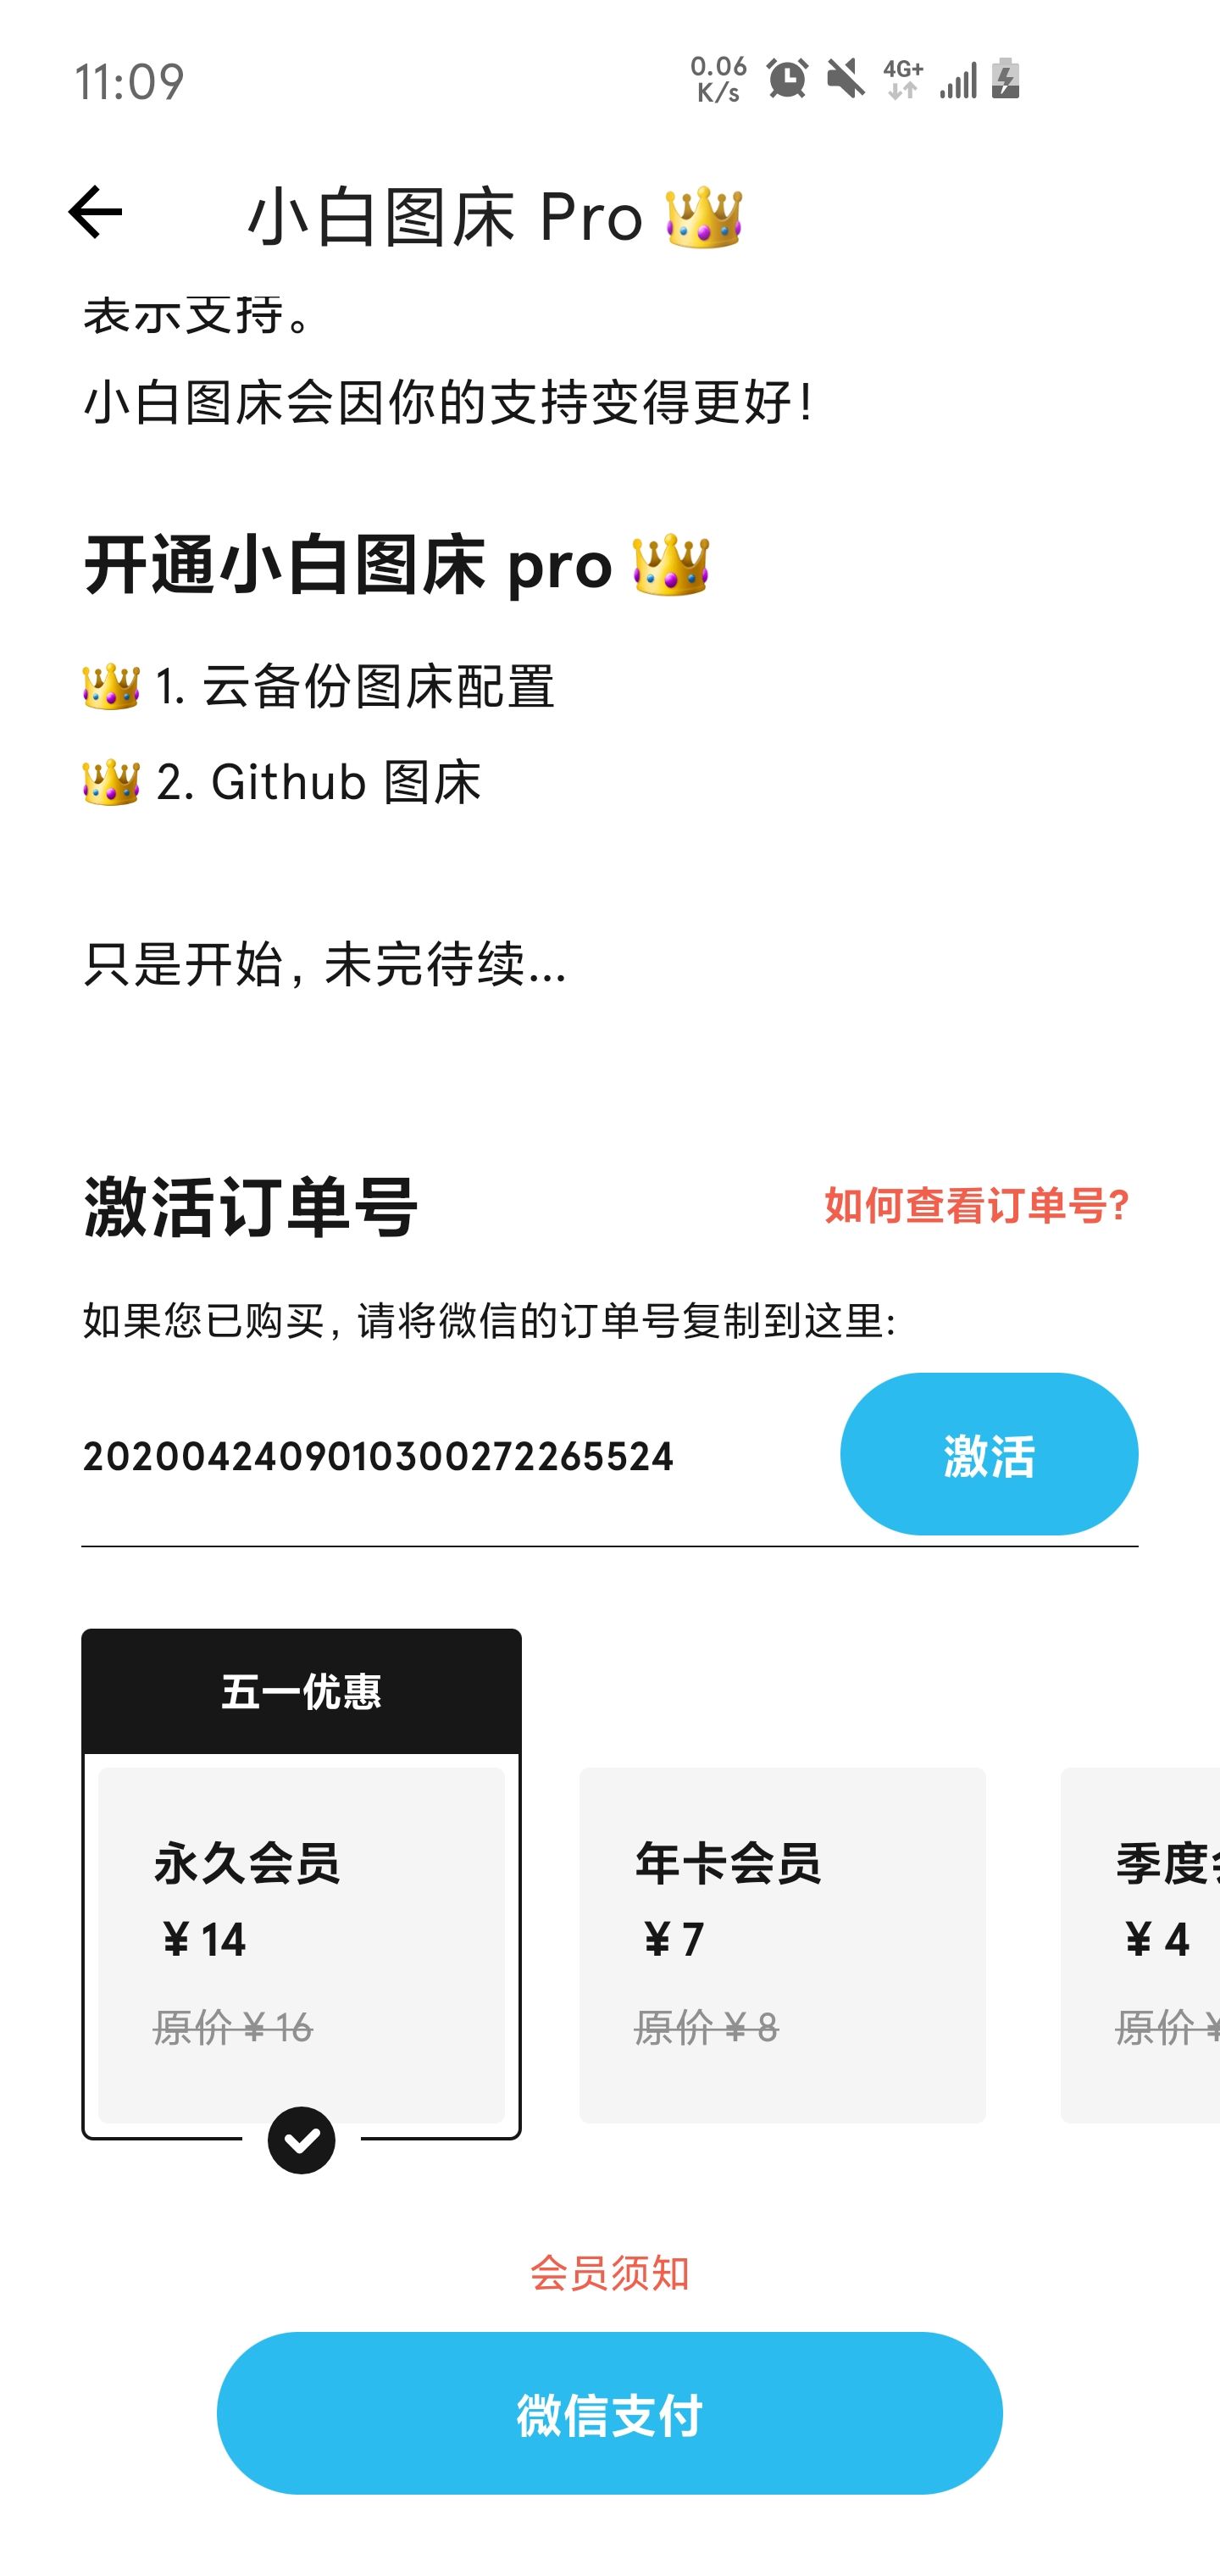 11:09
0.06
K/s
4G+
小白图床 Pro 👑
表示支持。
小白图床会因你的支持变得更好!
开通小白图床 pro 👑
👑 1. 云备份图床配置
👑 2. Github 图床
只是开始, 未完待续...
激活订单号
如何查看订单号?
如果您已购买, 请将微信的订单号复制到这里:
2020042409010300272265524
激活
五一优惠
永久会员
¥ 14
原价 ¥ 16
年卡会员
¥ 7
原价 ¥ 8
季度
¥ 4
原价 ¥
会员须知
微信支付